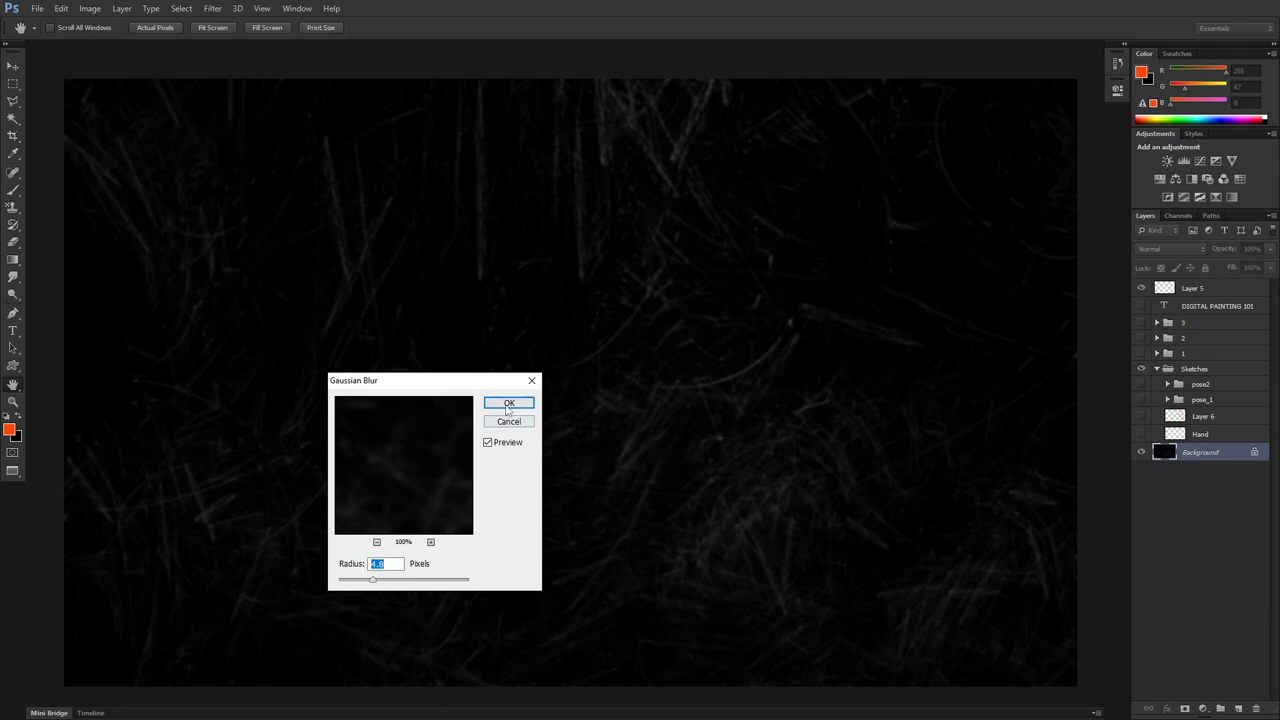 Ps File Edit Image Layer Type Select Filter 3D View Window Help
Scroll All Windows Actual Pixels Fit Screen Fill Screen Print Size Essentials
Color Swatches
R 255
G 67
B 0
Adjustments Styles
Add an adjustment
Layers Channels Paths
Kind
Normal Opacity: 100%
Lock: Fill: 100%
Layer 5
T DIGITAL PAINTING 101
3
2
1
Sketches
pose2
pose_1
Layer 6
Hand
Background
Gaussian Blur
OK
Cancel
Preview
100%
Radius: 4.8 Pixels
Mini Bridge Timeline
fx